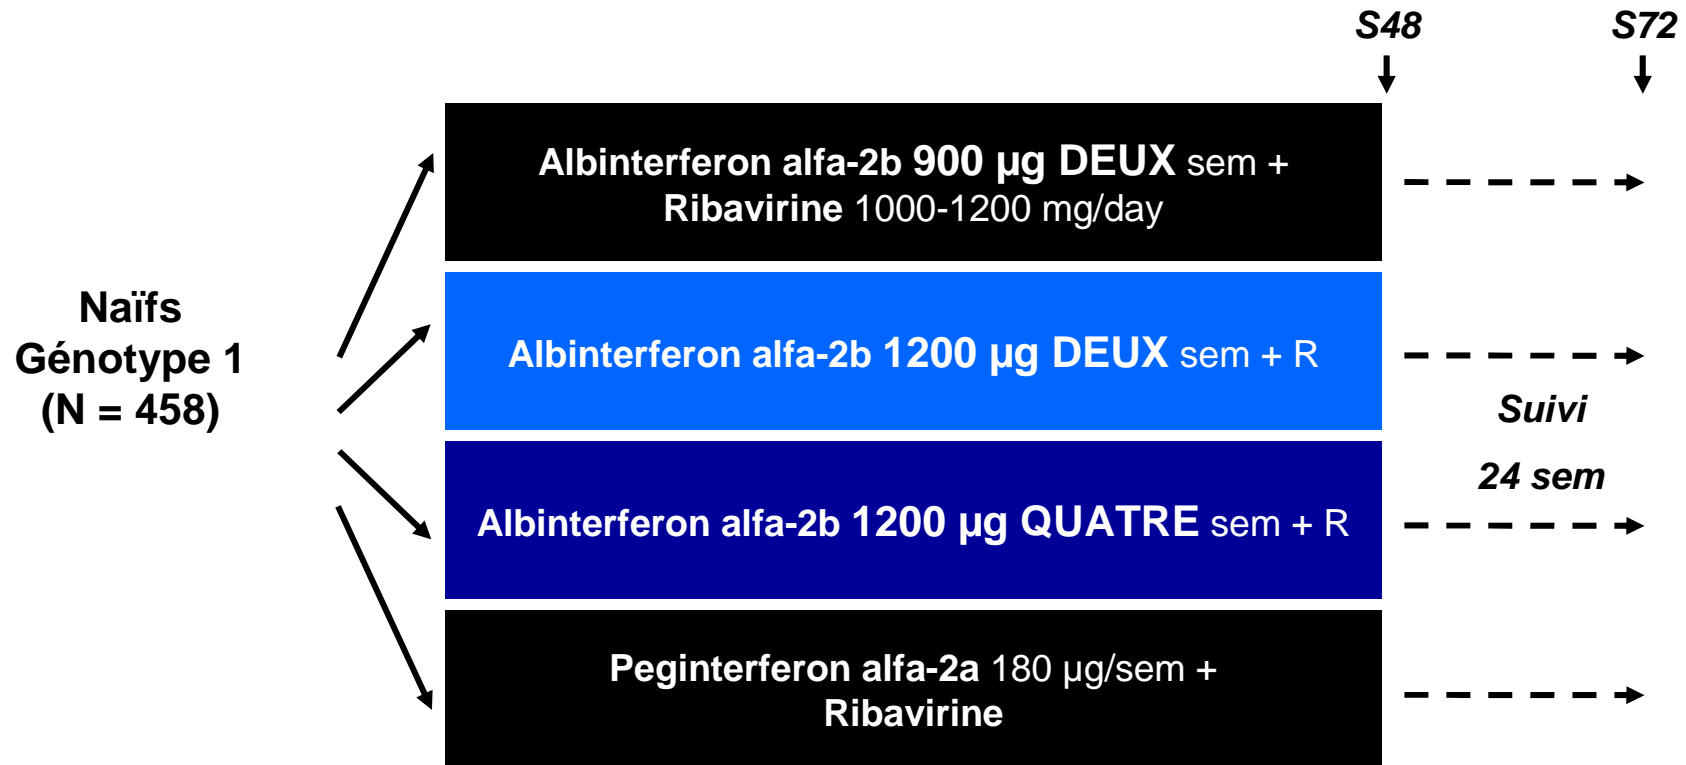 S48
S72
Albinterferon alfa-2b 900 µg DEUX sem +
Ribavirine 1000-1200 mg/day
Naïfs
Génotype 1
(N = 458)
Albinterferon alfa-2b 1200 µg DEUX sem + R
Suivi
24 sem
Albinterferon alfa-2b 1200 µg QUATRE sem + R
Peginterferon alfa-2a 180 µg/sem +
Ribavirine